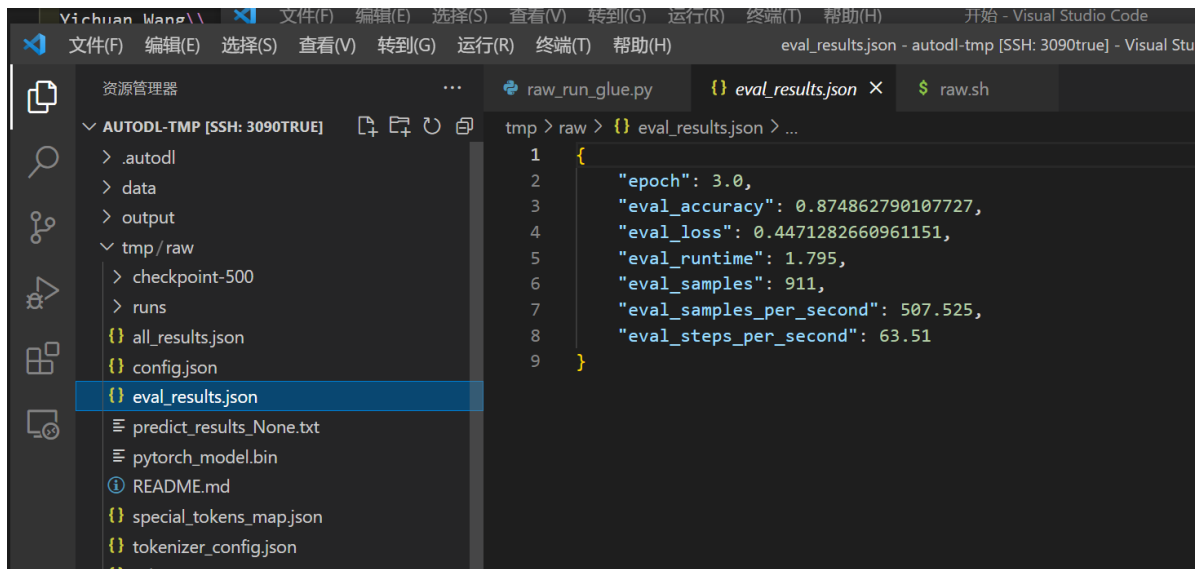 Yichuan Wang\\ 文件(F) 编辑(E) 选择(S) 查看(V) 转到(G) 运行(R) 终端(T) 帮助(H) 开始 - Visual Studio Code
文件(F) 编辑(E) 选择(S) 查看(V) 转到(G) 运行(R) 终端(T) 帮助(H) eval_results.json - autodl-tmp [SSH: 3090true] - Visual Stu
资源管理器 ...
AUTODL-TMP [SSH: 3090TRUE]
.autodl
data
output
tmp/raw
checkpoint-500
runs
all_results.json
config.json
eval_results.json
predict_results_None.txt
pytorch_model.bin
README.md
special_tokens_map.json
tokenizer_config.json
raw_run_glue.py {} eval_results.json × $ raw.sh
tmp > raw > {} eval_results.json > ...
1 {
2 "epoch": 3.0,
3 "eval_accuracy": 0.874862790107727,
4 "eval_loss": 0.4471282660961151,
5 "eval_runtime": 1.795,
6 "eval_samples": 911,
7 "eval_samples_per_second": 507.525,
8 "eval_steps_per_second": 63.51
9 }